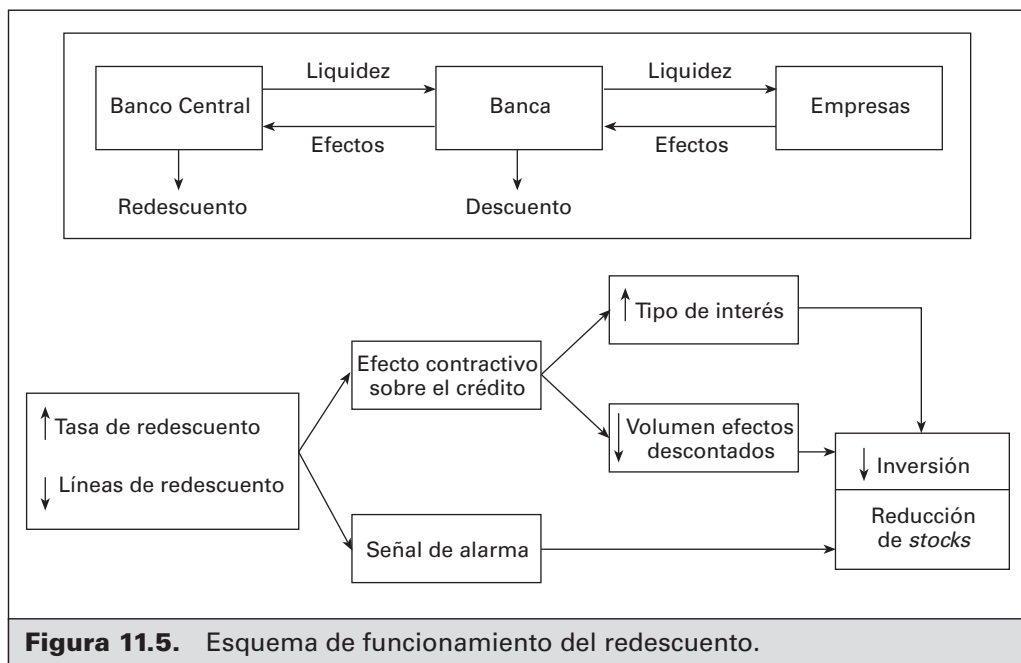 Liquidez
Liquidez
Banco Central
Banca
Empresas
Efectos
Efectos
Redescuento
Descuento
↑ Tipo de interés
Efecto contractivo
sobre el crédito
↑ Tasa de redescuento
↓ Líneas de redescuento
↓ Volumen efectos
descontados
↓ Inversión
Reducción
de stocks
Señal de alarma
Figura 11.5. Esquema de funcionamiento del redescuento.